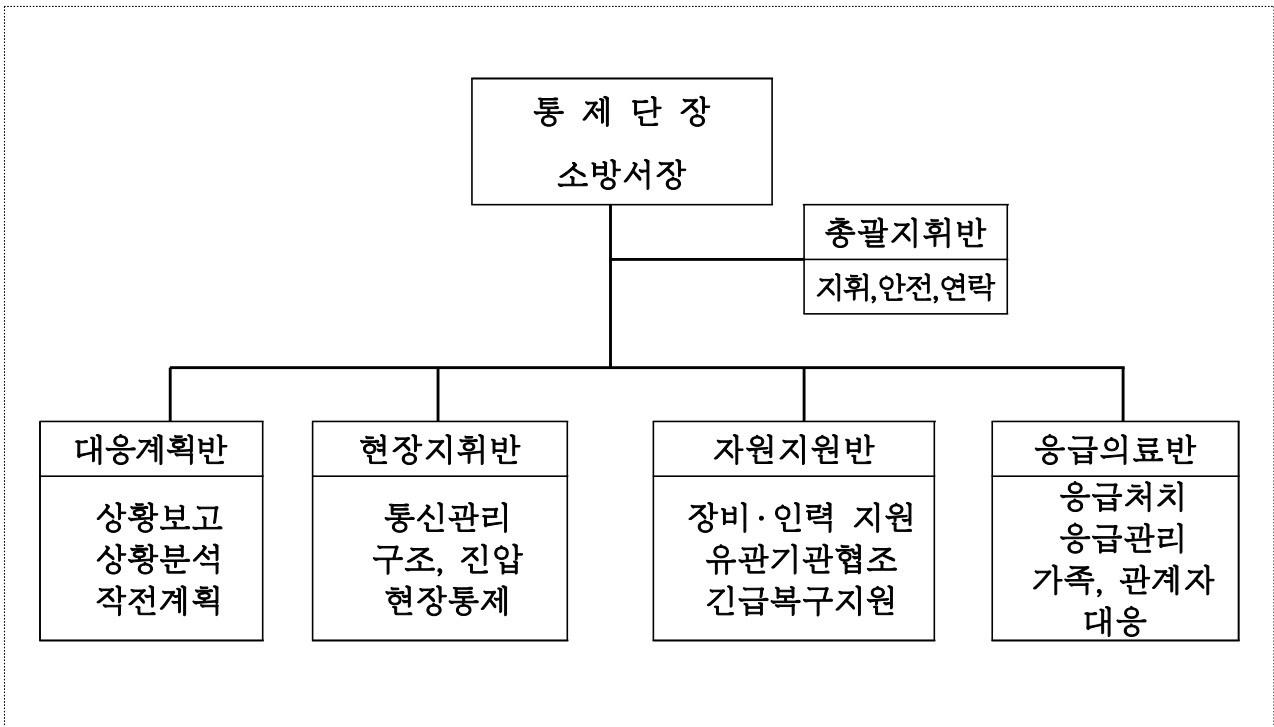 통 제 단 장
소방서장
총괄지휘반
지휘,안전,연락
대응계획반
상황보고
상황분석
작전계획
현장지휘반
통신관리
구조, 진압
현장통제
자원지원반
장비·인력 지원
유관기관협조
긴급복구지원
응급의료반
응급처치
응급관리
가족, 관계자
대응